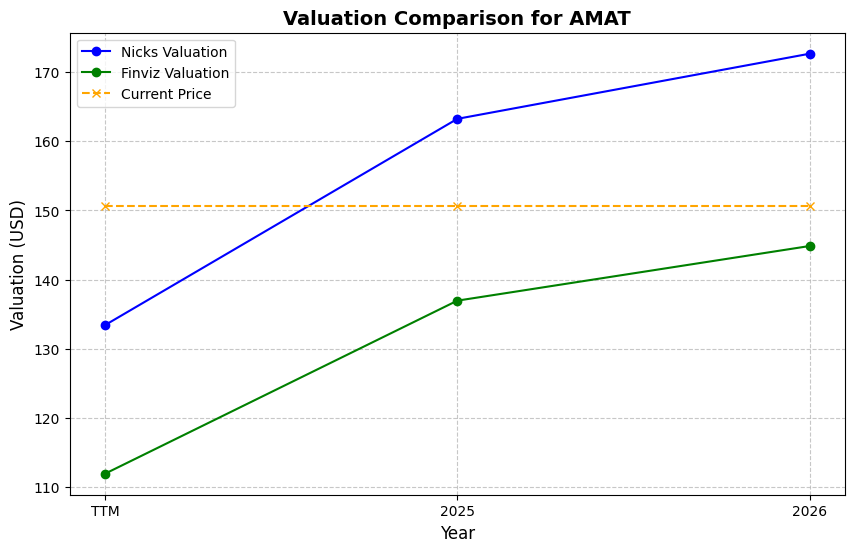 Valuation Comparison for AMAT
Nicks Valuation
Finviz Valuation
Current Price
Valuation (USD)
170
160
150
140
130
120
110
TTM
2025
2026
Year